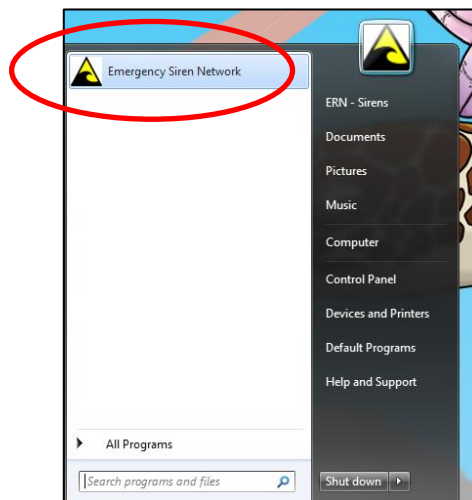 Emergency Siren Network
All Programs
Search programs and files
ERN - Sirens
Documents
Pictures
Music
Computer
Control Panel
Devices and Printers
Default Programs
Help and Support
Shut down